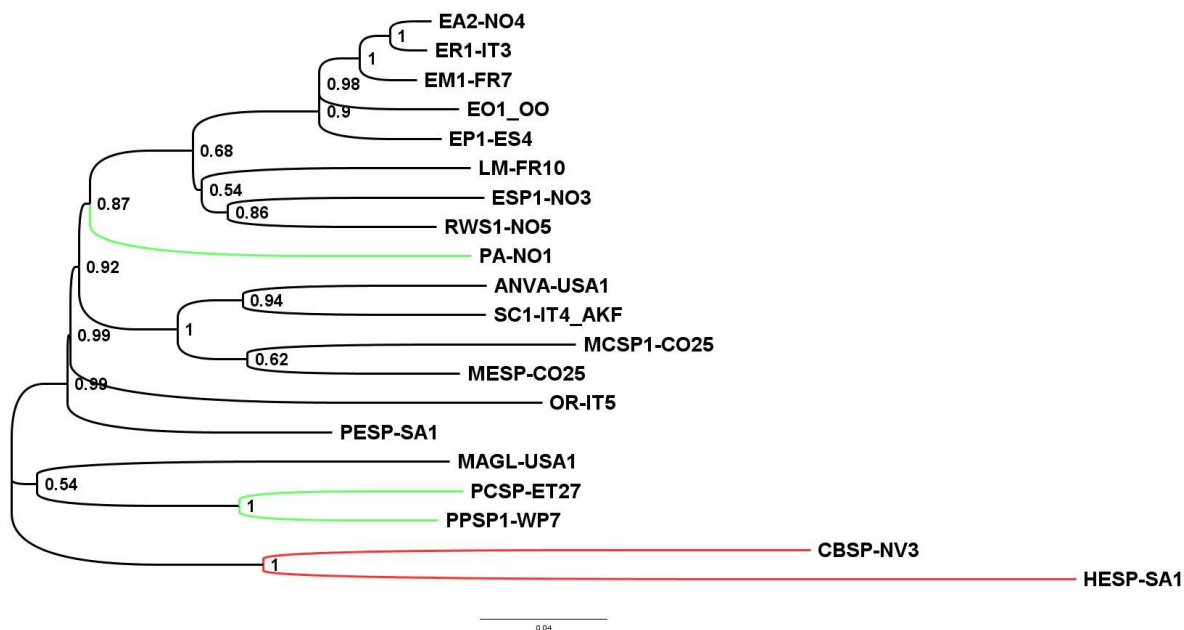 EA2-NO4
1
ER1-IT3
1
EM1-FR7
0.98
EO1_OO
0.9
EP1-ES4
0.68
LM-FR10
0.54
ESP1-NO3
0.86
RWS1-NO5
0.87
PA-NO1
0.92
ANVA-USA1
0.94
SC1-IT4_AKF
1
0.99
MCSP1-CO25
0.62
MESP-CO25
0.99
OR-IT5
PESP-SA1
MAGL-USA1
0.54
PCSP-ET27
1
PPSP1-WP7
CBSP-NV3
1
HESP-SA1
0.04